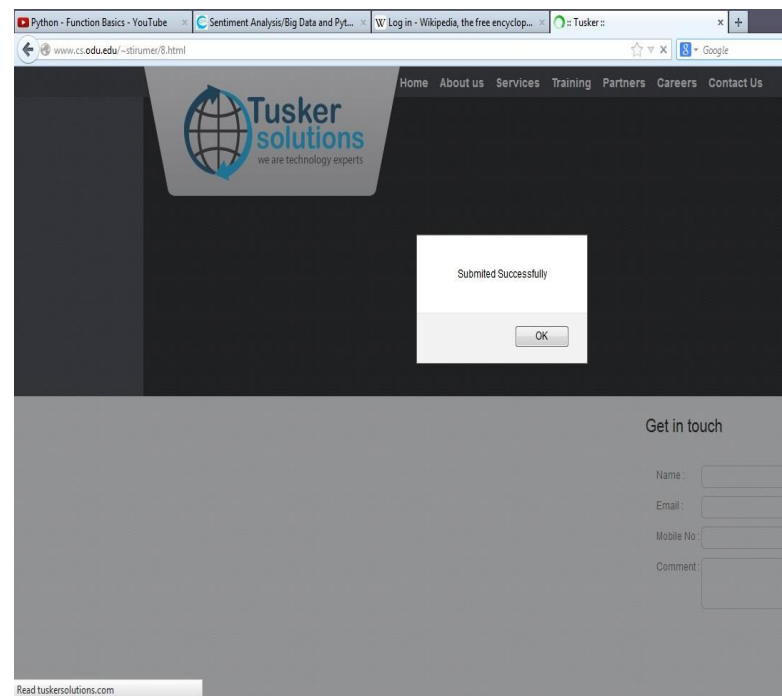 Python - Function Basics - YouTube × Sentiment Analysis/Big Data and Pyt... × W Log in - Wikipedia, the free encyclop... × :: Tusker :: × +
www.cs.odu.edu/~stirumer/8.html 8 Google
Home About us Services Training Partners Careers Contact Us
Tusker
solutions
we are technology experts
Submited Successfully
OK
Get in touch
Name :
Email :
Mobile No :
Comment :
Read tuskersolutions.com